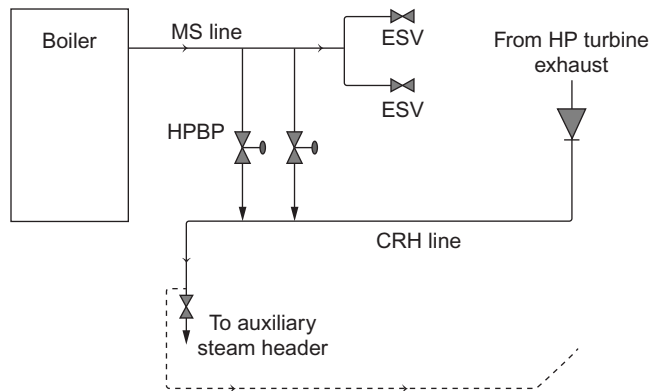 Boiler
MS line
ESV
ESV
From HP turbine
exhaust
HPBP
CRH line
To auxiliary
steam header